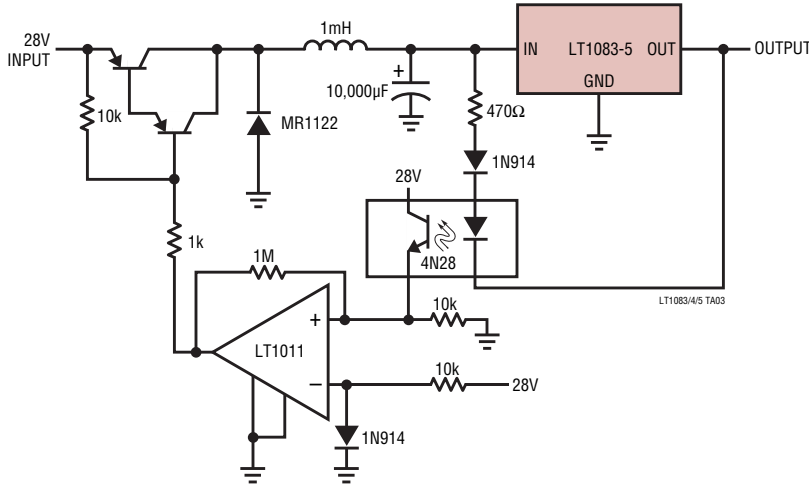 28V
INPUT
1mH
IN
LT1083-5
OUT
GND
OUTPUT
10k
+
10,000µF
MR1122
470Ω
1N914
28V
4N28
1k
1M
LT1083/4/5 TA03
10k
+
LT1011
–
10k
28V
1N914